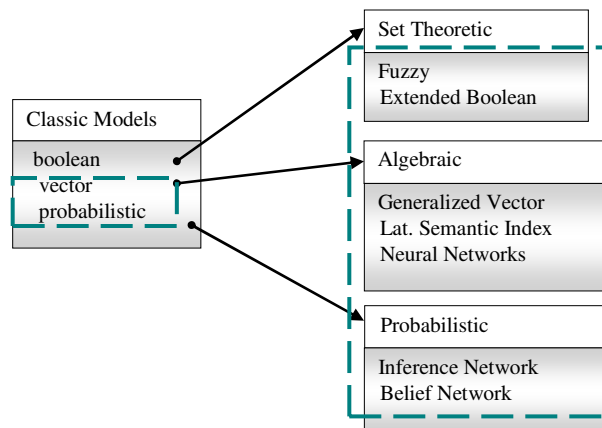 Classic Models
boolean
vector
probabilistic
Set Theoretic
Fuzzy
Extended Boolean
Algebraic
Generalized Vector
Lat. Semantic Index
Neural Networks
Probabilistic
Inference Network
Belief Network